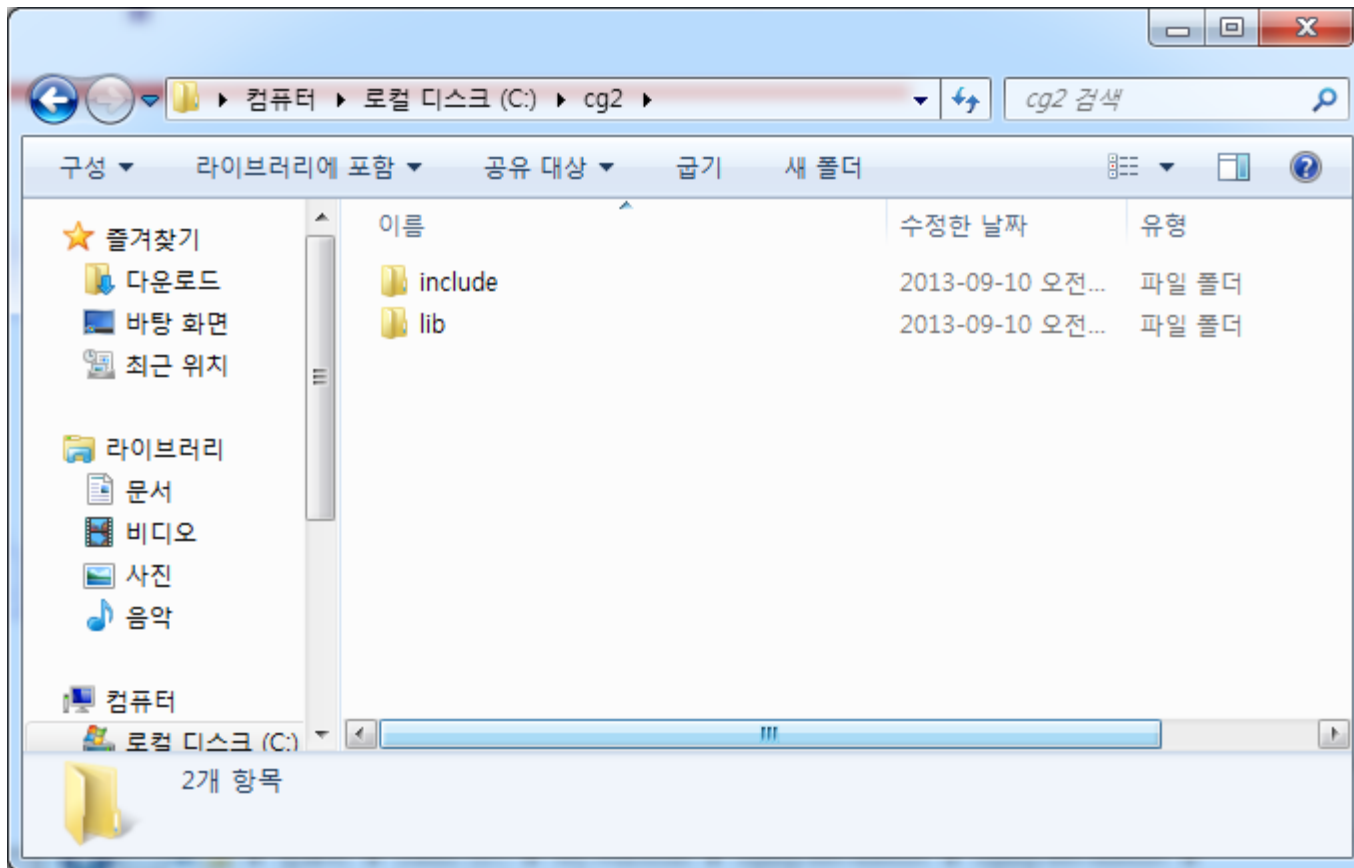 컴퓨터 로컬 디스크 (C:) cg2
cg2 검색
구성 라이브러리에 포함 공유 대상 굽기 새 폴더
즐겨찾기
다운로드
바탕 화면
최근 위치
라이브러리
문서
비디오
사진
음악
컴퓨터
로컬 디스크 (C:)
이름 수정한 날짜 유형
include 2013-09-10 오전... 파일 폴더
lib 2013-09-10 오전... 파일 폴더
2개 항목